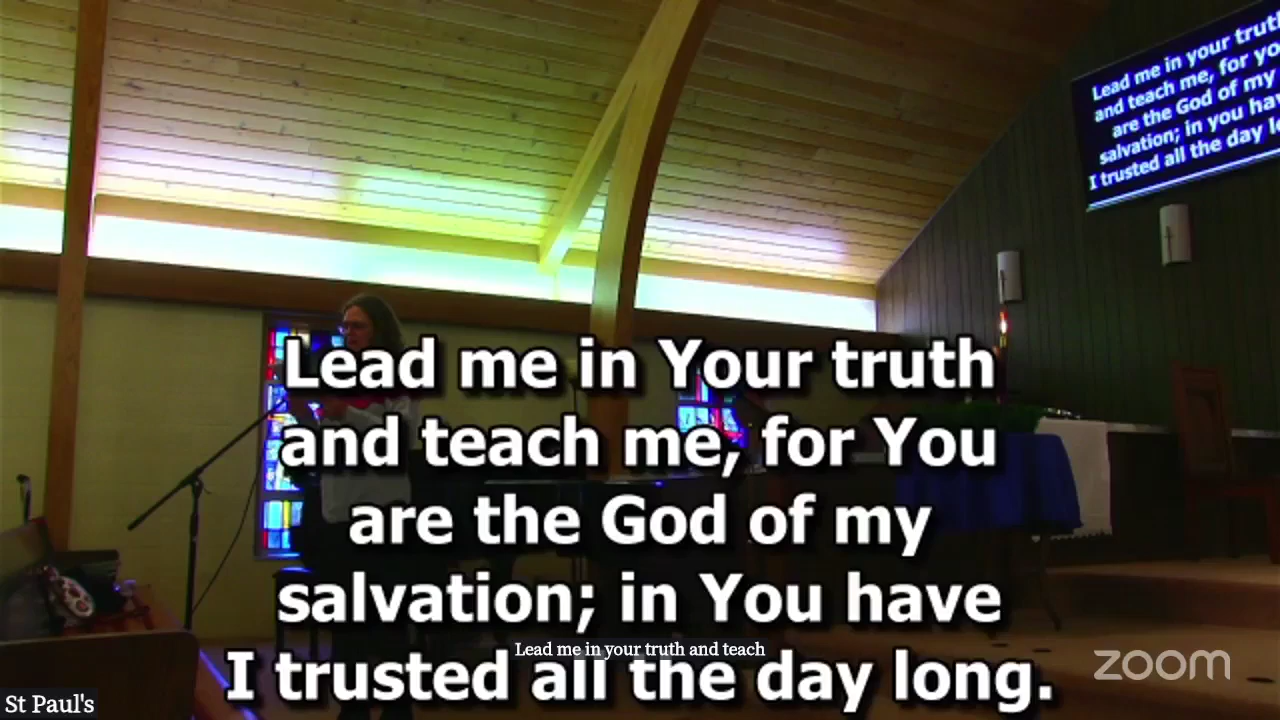 Lead me in your truth
and teach me, for yo
are the God of my
salvation; in you hav
I trusted all the day l
Lead me in Your truth
and teach me, for You
are the God of my
salvation; in You have
I trusted all the day long.
Lead me in your truth and teach
zoom
St Paul's